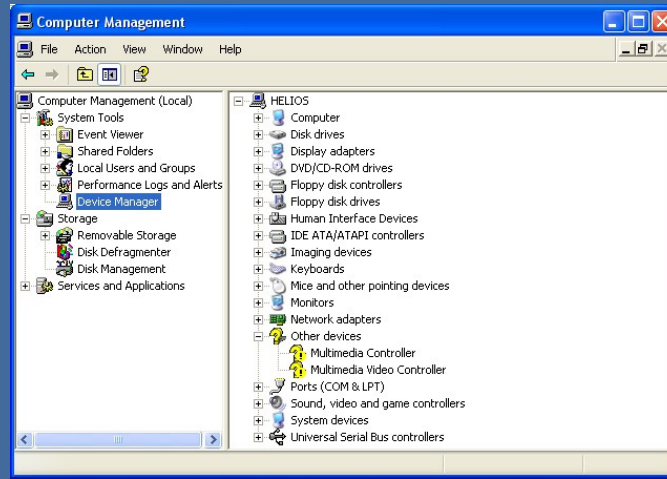 Computer Management
File Action View Window Help
Computer Management (Local)
System Tools
Event Viewer
Shared Folders
Local Users and Groups
Performance Logs and Alerts
Device Manager
Storage
Removable Storage
Disk Defragmenter
Disk Management
Services and Applications
HELIOS
Computer
Disk drives
Display adapters
DVD/CD-ROM drives
Floppy disk controllers
Floppy disk drives
Human Interface Devices
IDE ATA/ATAPI controllers
Imaging devices
Keyboards
Mice and other pointing devices
Monitors
Network adapters
Other devices
Multimedia Controller
Multimedia Video Controller
Ports (COM & LPT)
Sound, video and game controllers
System devices
Universal Serial Bus controllers